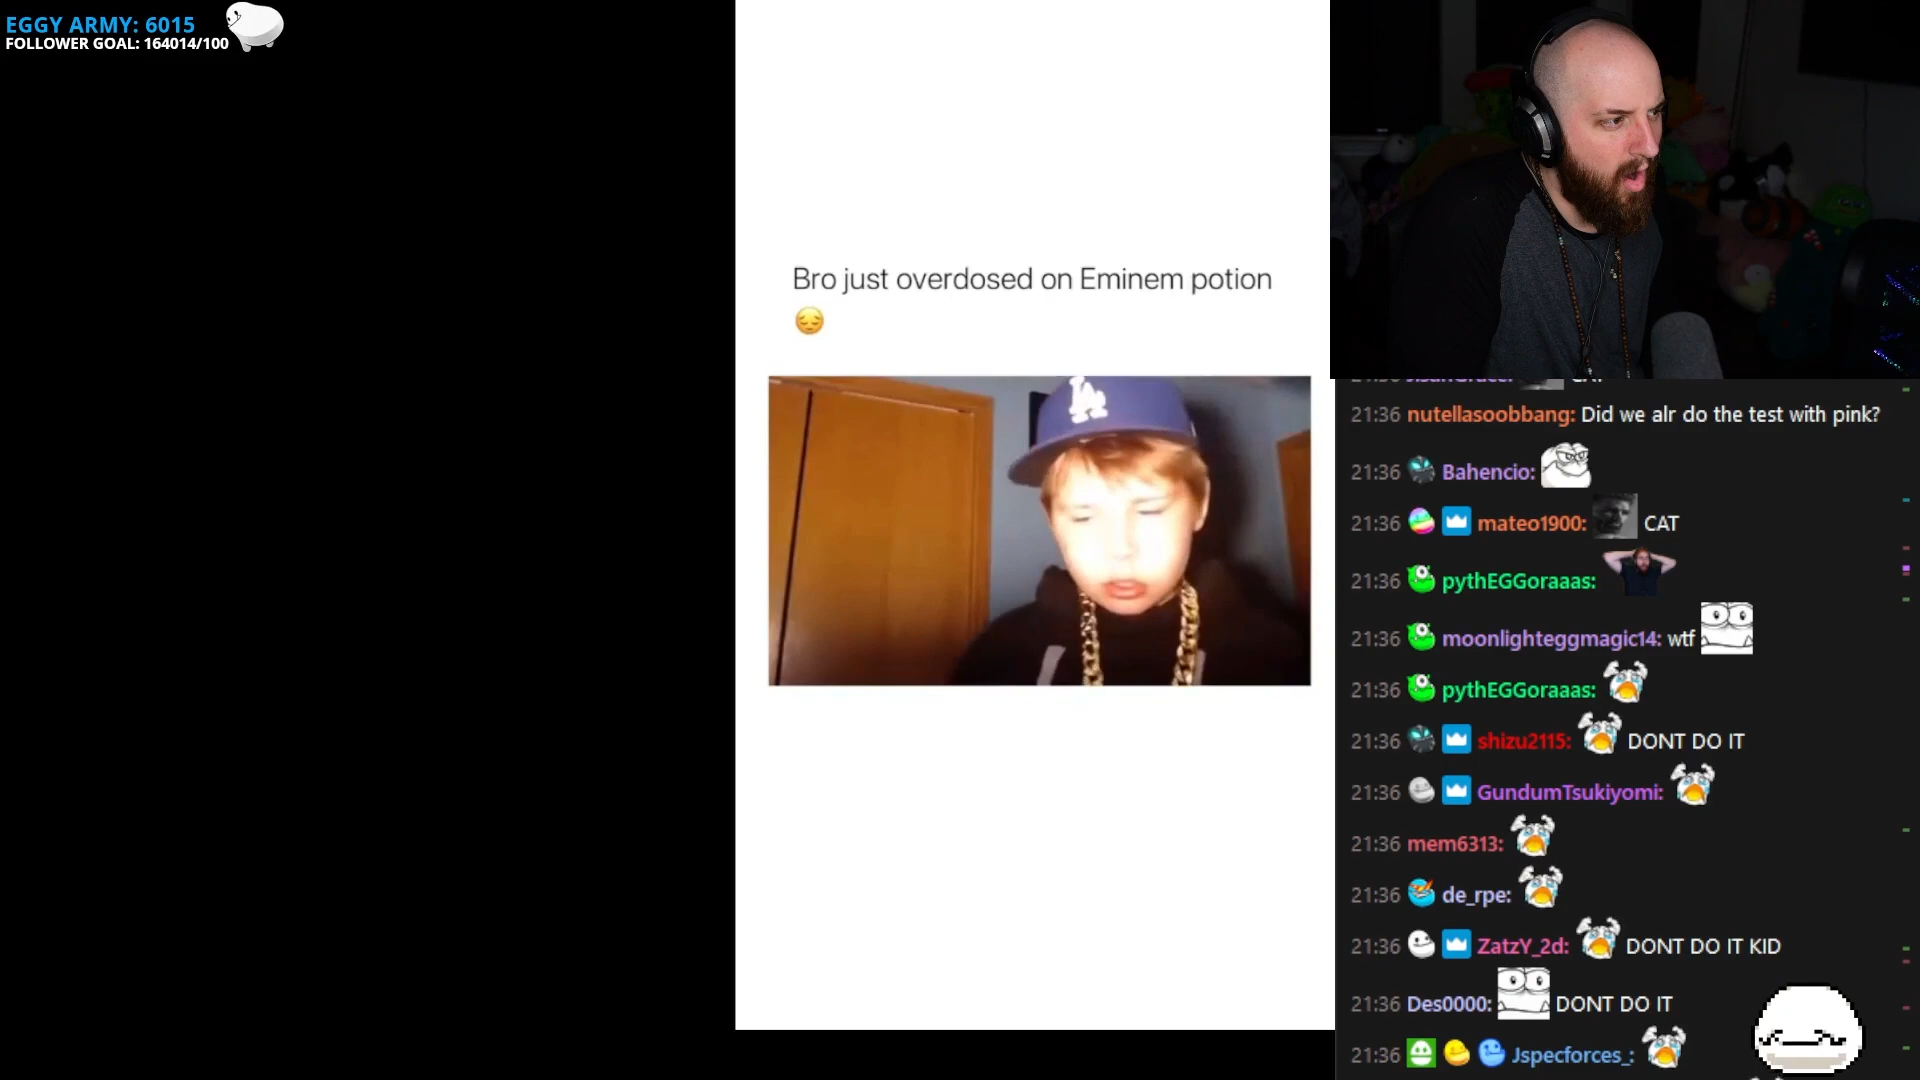 EGGY ARMY: 6015
FOLLOWER GOAL: 164014/100
Bro just overdosed on Eminem potion
😔
LA
21:36 nutellasoobbang: Did we alr do the test with pink?
21:36 Bahencio:
21:36 mateo1900: CAT
21:36 pythEGGoraaas:
21:36 moonlighteggmagic14: wtf
21:36 pythEGGoraaas:
21:36 shizu2115: DONT DO IT
21:36 GundumTsukiyomi:
21:36 mem6313:
21:36 de_rpe:
21:36 ZatzY_2d: DONT DO IT KID
21:36 Des0000: DONT DO IT
21:36 Jspecforces_: